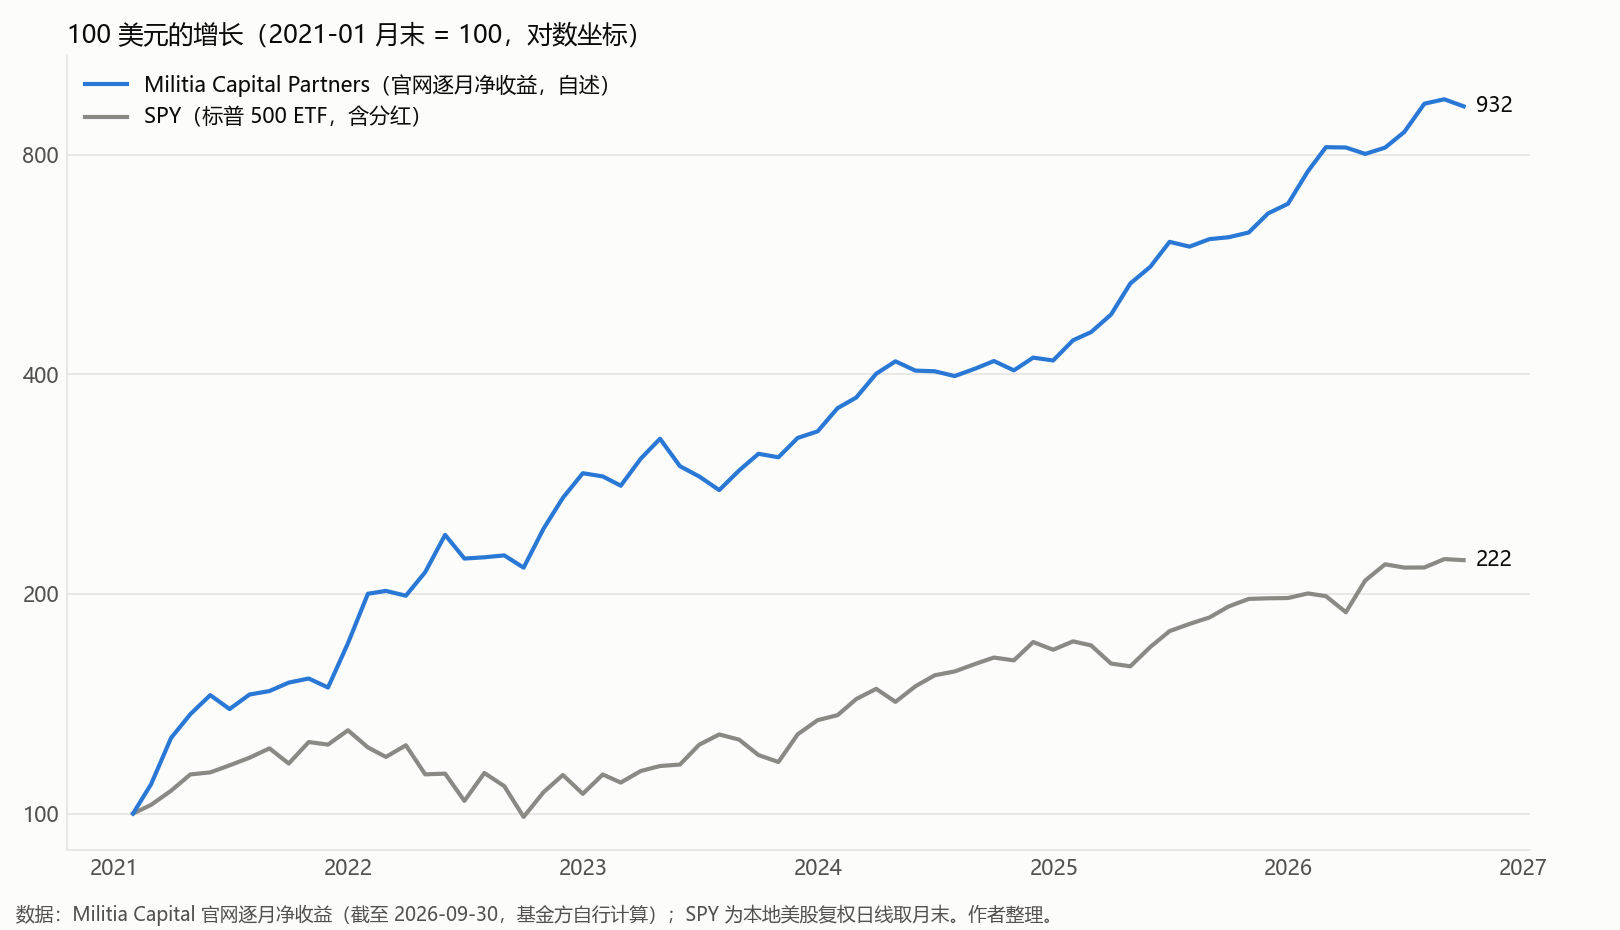 100 美元的增长（2021-01 月末 = 100，对数坐标）
Militia Capital Partners（官网逐月净收益，自述）
SPY（标普 500 ETF，含分红）
932
800
400
222
200
100
2021 2022 2023 2024 2025 2026 2027
数据：Militia Capital 官网逐月净收益（截至 2026-09-30，基金方自行计算）；SPY 为本地美股复权日线取月末。作者整理。